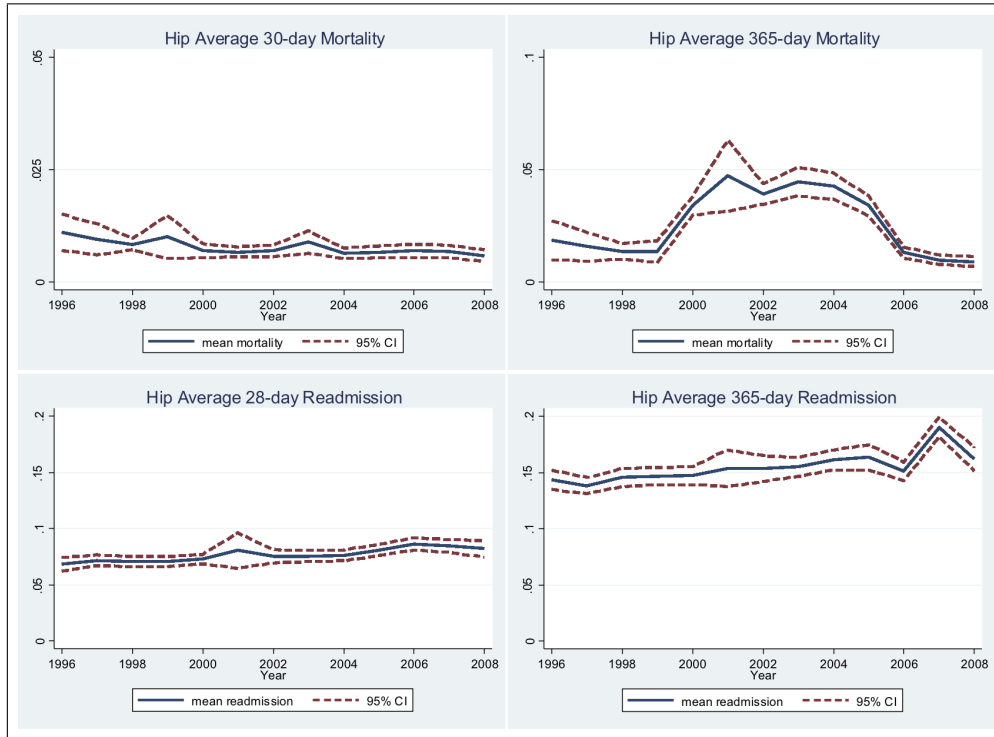 Hip Average 30-day Mortality
.05
.025
0
1996 1998 2000 2002 2004 2006 2008
Year
mean mortality 95% CI
Hip Average 365-day Mortality
.1
.05
0
1996 1998 2000 2002 2004 2006 2008
Year
mean mortality 95% CI
Hip Average 28-day Readmission
.2
.15
.1
.05
0
1996 1998 2000 2002 2004 2006 2008
Year
mean readmission 95% CI
Hip Average 365-day Readmission
.2
.15
.1
.05
0
1996 1998 2000 2002 2004 2006 2008
Year
mean readmission 95% CI